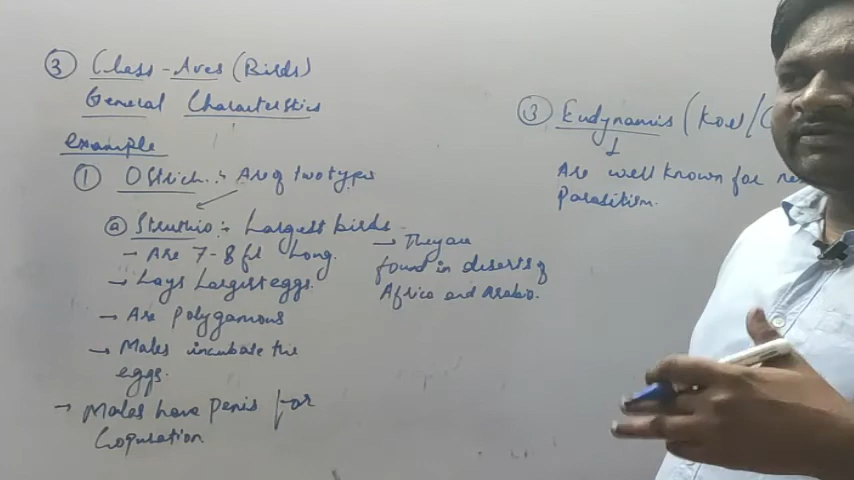 ③ Class - Aves (Birds)
General Characterstics
example
① Ostrich :- Are of two types
ⓐ Struthio :- Largest birds.
→ Are 7-8 ft long.
→ Lays largest eggs.
→ Are polygamous
→ Males incubate the
eggs.
→ Males have Penis for
Copulation
→ They are
found in deserts of
Africa and Arabia.
③ Eudynamis (Koel/
↓
Are well known for
Parasitism.